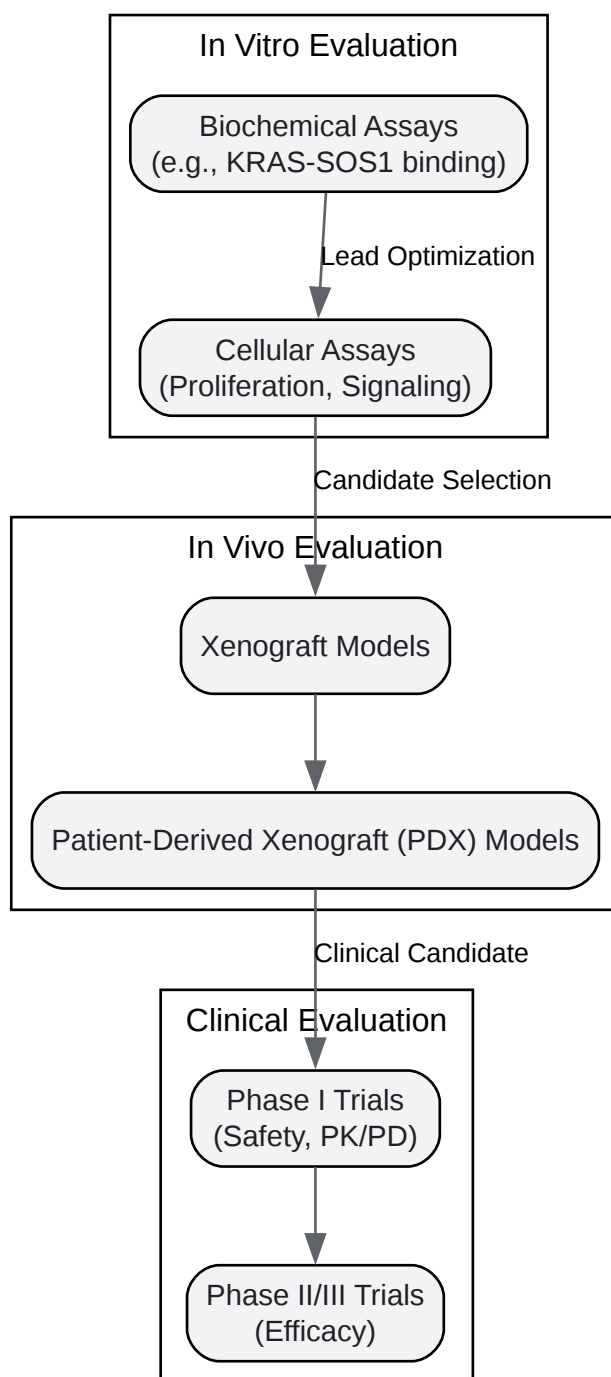 In Vitro Evaluation
Biochemical Assays
(e.g., KRAS-SOS1 binding)
Lead Optimization
Cellular Assays
(Proliferation, Signaling)
Candidate Selection
In Vivo Evaluation
Xenograft Models
Patient-Derived Xenograft (PDX) Models
Clinical Candidate
Clinical Evaluation
Phase I Trials
(Safety, PK/PD)
Phase II/III Trials
(Efficacy)